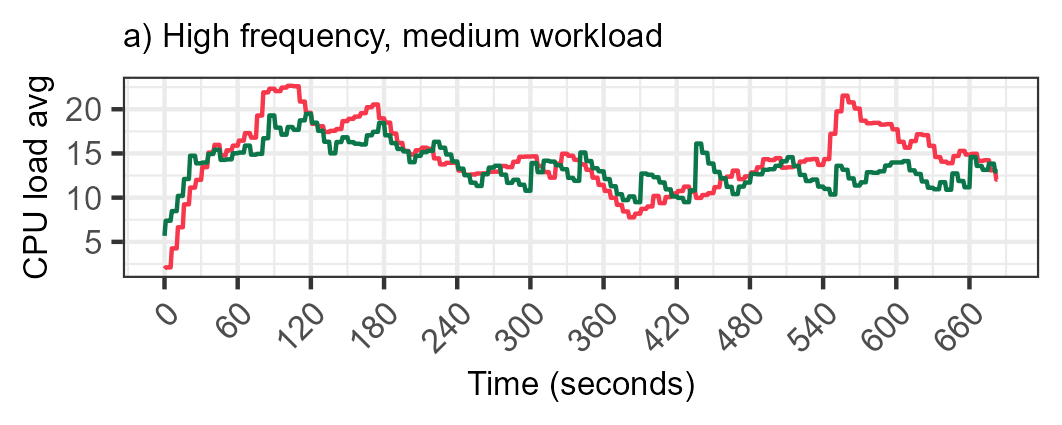 a) High frequency, medium workload
CPU load avg
20
15
10
5
0 60 120 180 240 300 360 420 480 540 600 660
Time (seconds)